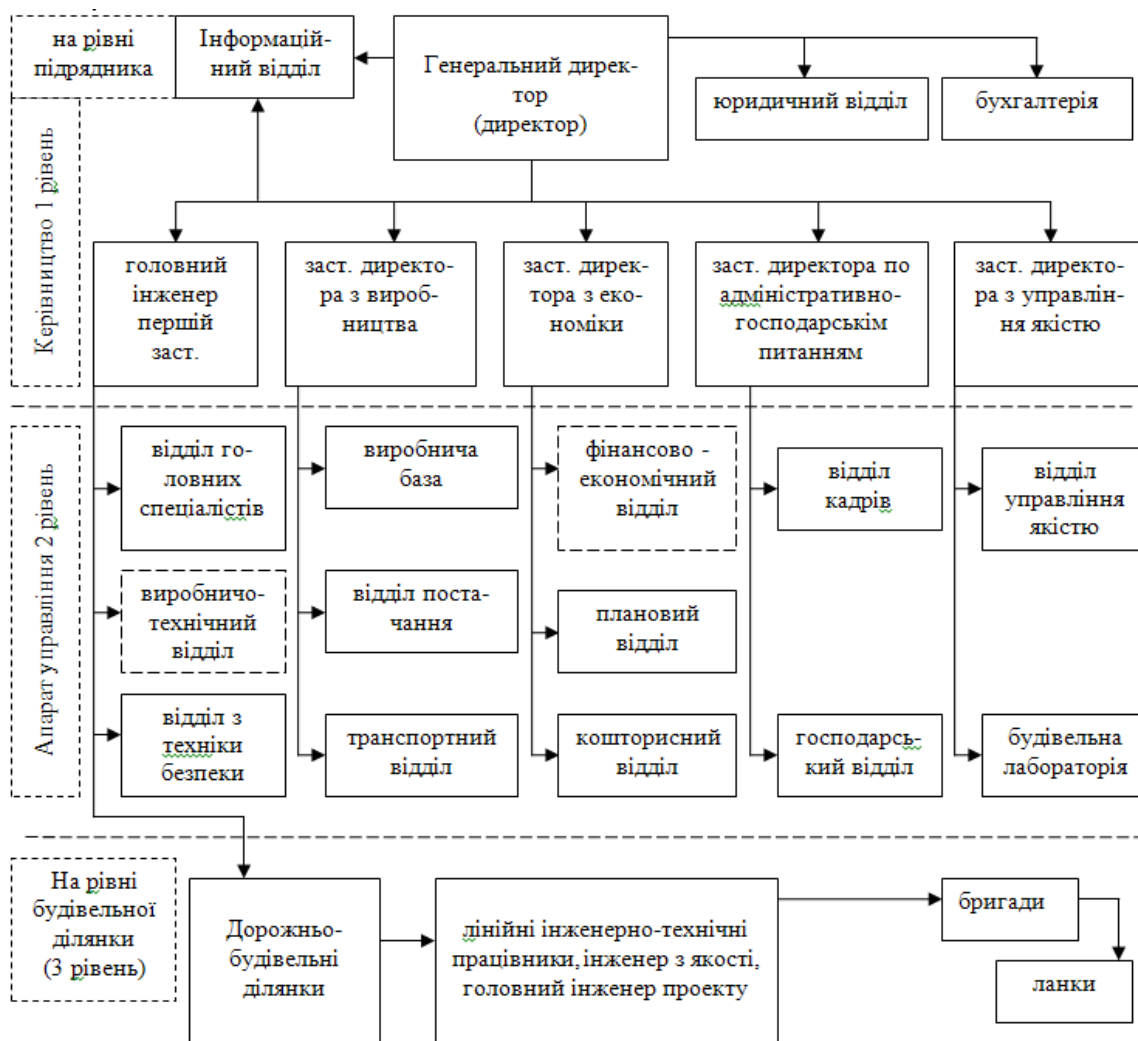 на рівні
підрядника
Інформацій-
ний відділ
Генеральний дирек-
тор
(директор)
юридичний відділ
бухгалтерія
Керівництво 1 рівень
головний
інженер
першій
заст.
заст. директо-
ра з вироб-
ництва
заст. дирек-
тора з еко-
номіки
заст. директора по
адміністративно-
господарськім
питанням
заст. директо-
ра з управлін-
ня якістю
Апарат управління 2 рівень
відділ го-
ловних
спеціалістів
виробнича
база
фінансово -
економічний
відділ
відділ
кадрів
відділ
управління
якістю
виробничо-
технічний
відділ
відділ поста-
чання
плановий
відділ
відділ з
техніки
безпеки
транспортний
відділ
кошторисний
відділ
господарсь-
кий відділ
будівельна
лабораторія
На рівні
будівельної
ділянки
(3 рівень)
Дорожньо-
будівельні
ділянки
лінійні інженерно-технічні
працівники, інженер з якості,
головний інженер проекту
бригади
ланки